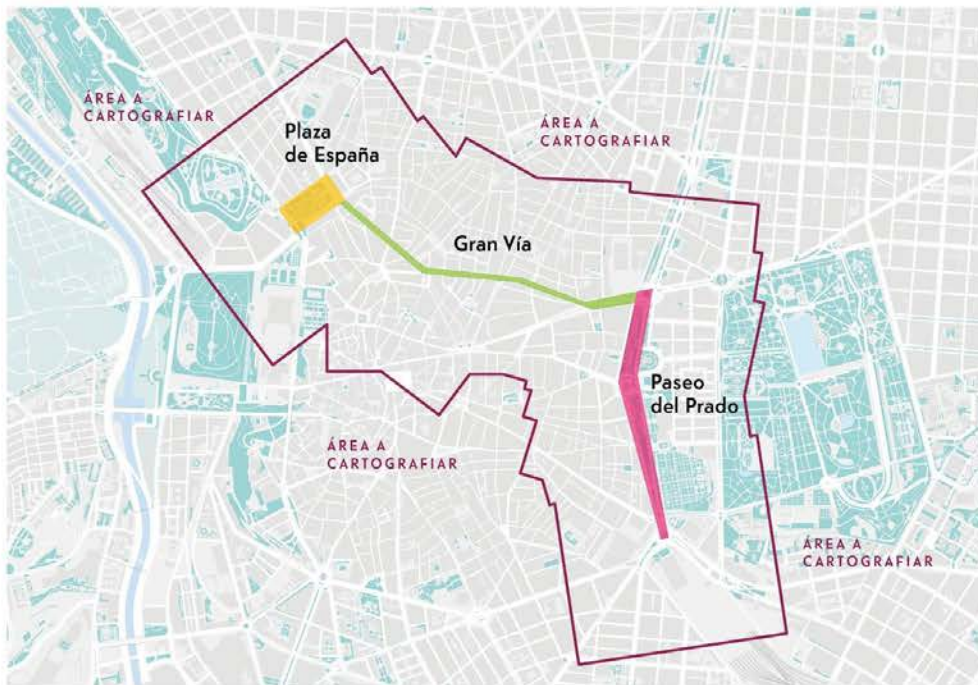 ÁREA A
CARTOGRAFIAR
Plaza
de España
ÁREA A
CARTOGRAFIAR
Gran Vía
Paseo
del Prado
ÁREA A
CARTOGRAFIAR
ÁREA A
CARTOGRAFIAR